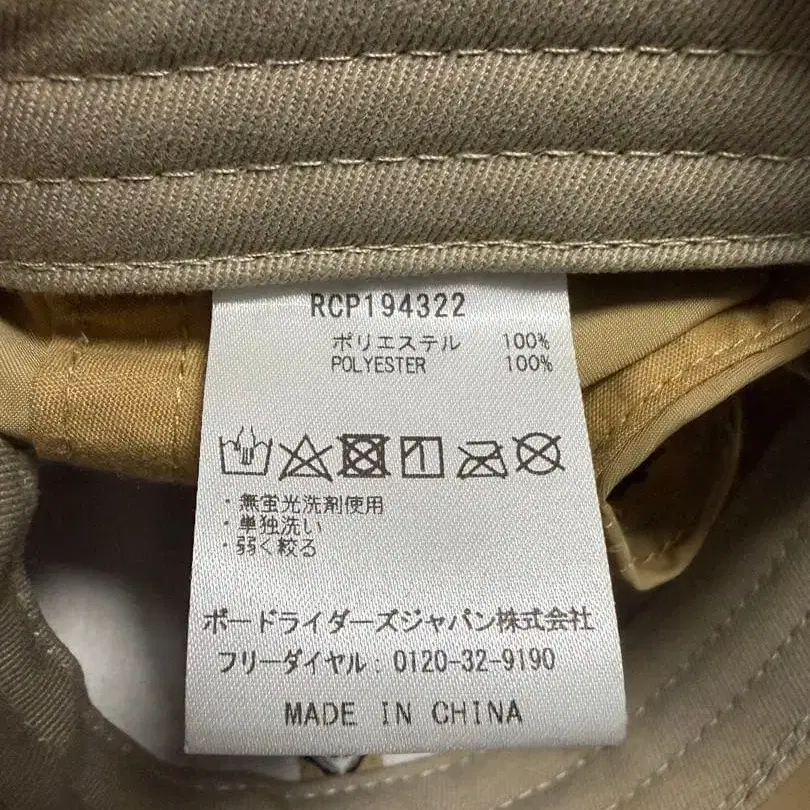 RCP194322
ポリエステル 100%
POLYESTER 100%
・無蛍光洗剤使用
・単独洗い
・弱く絞る
ボードライダーズジャパン株式会社
フリーダイヤル: 0120-32-9190
MADE IN CHINA